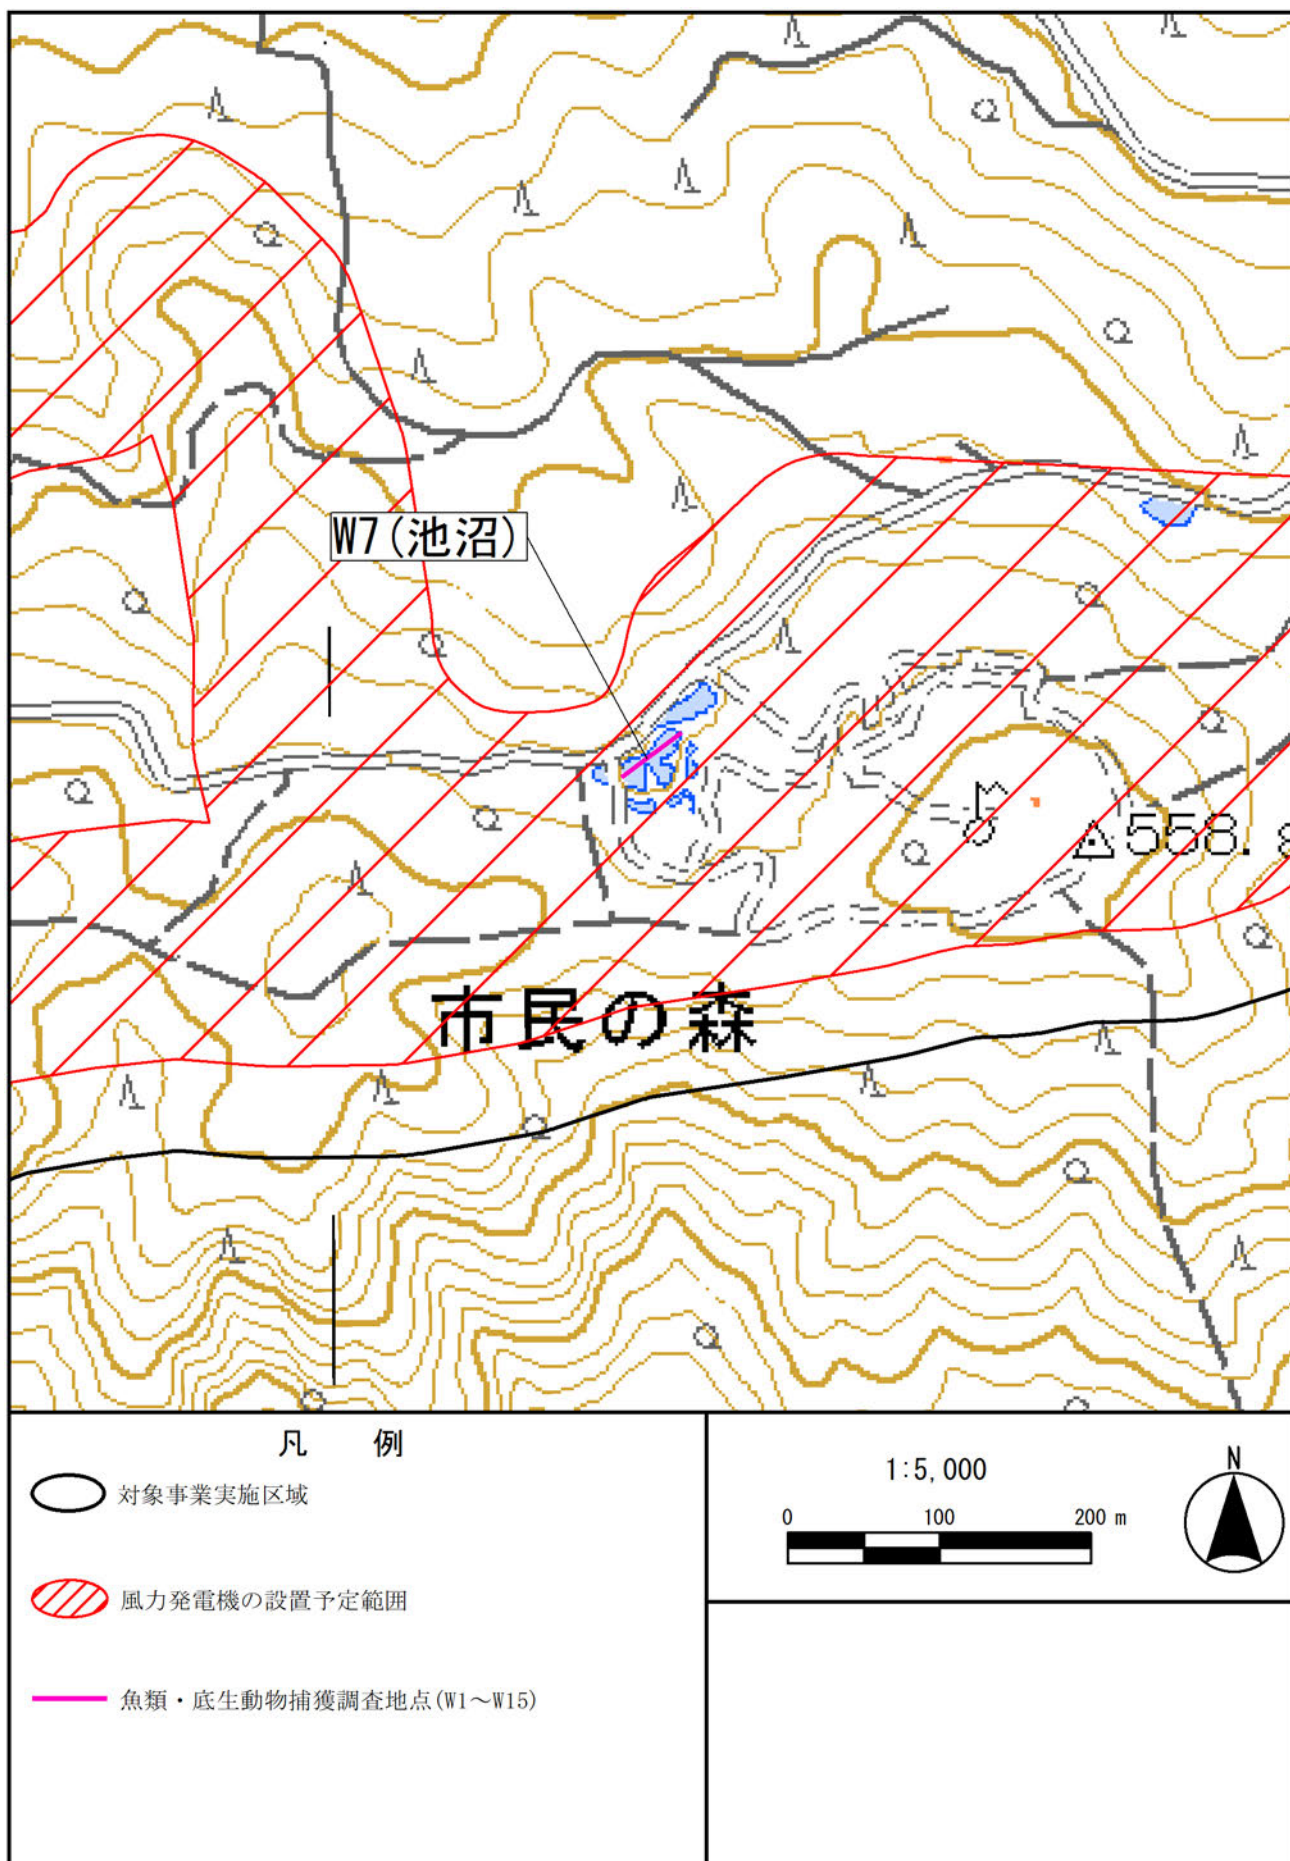 W7(池沼)
558.8
市民の森
凡 例
対象事業実施区域
風力発電機の設置予定範囲
魚類・底生動物捕獲調査地点(W1～W15)
1:5,000
0 100 200 m
N